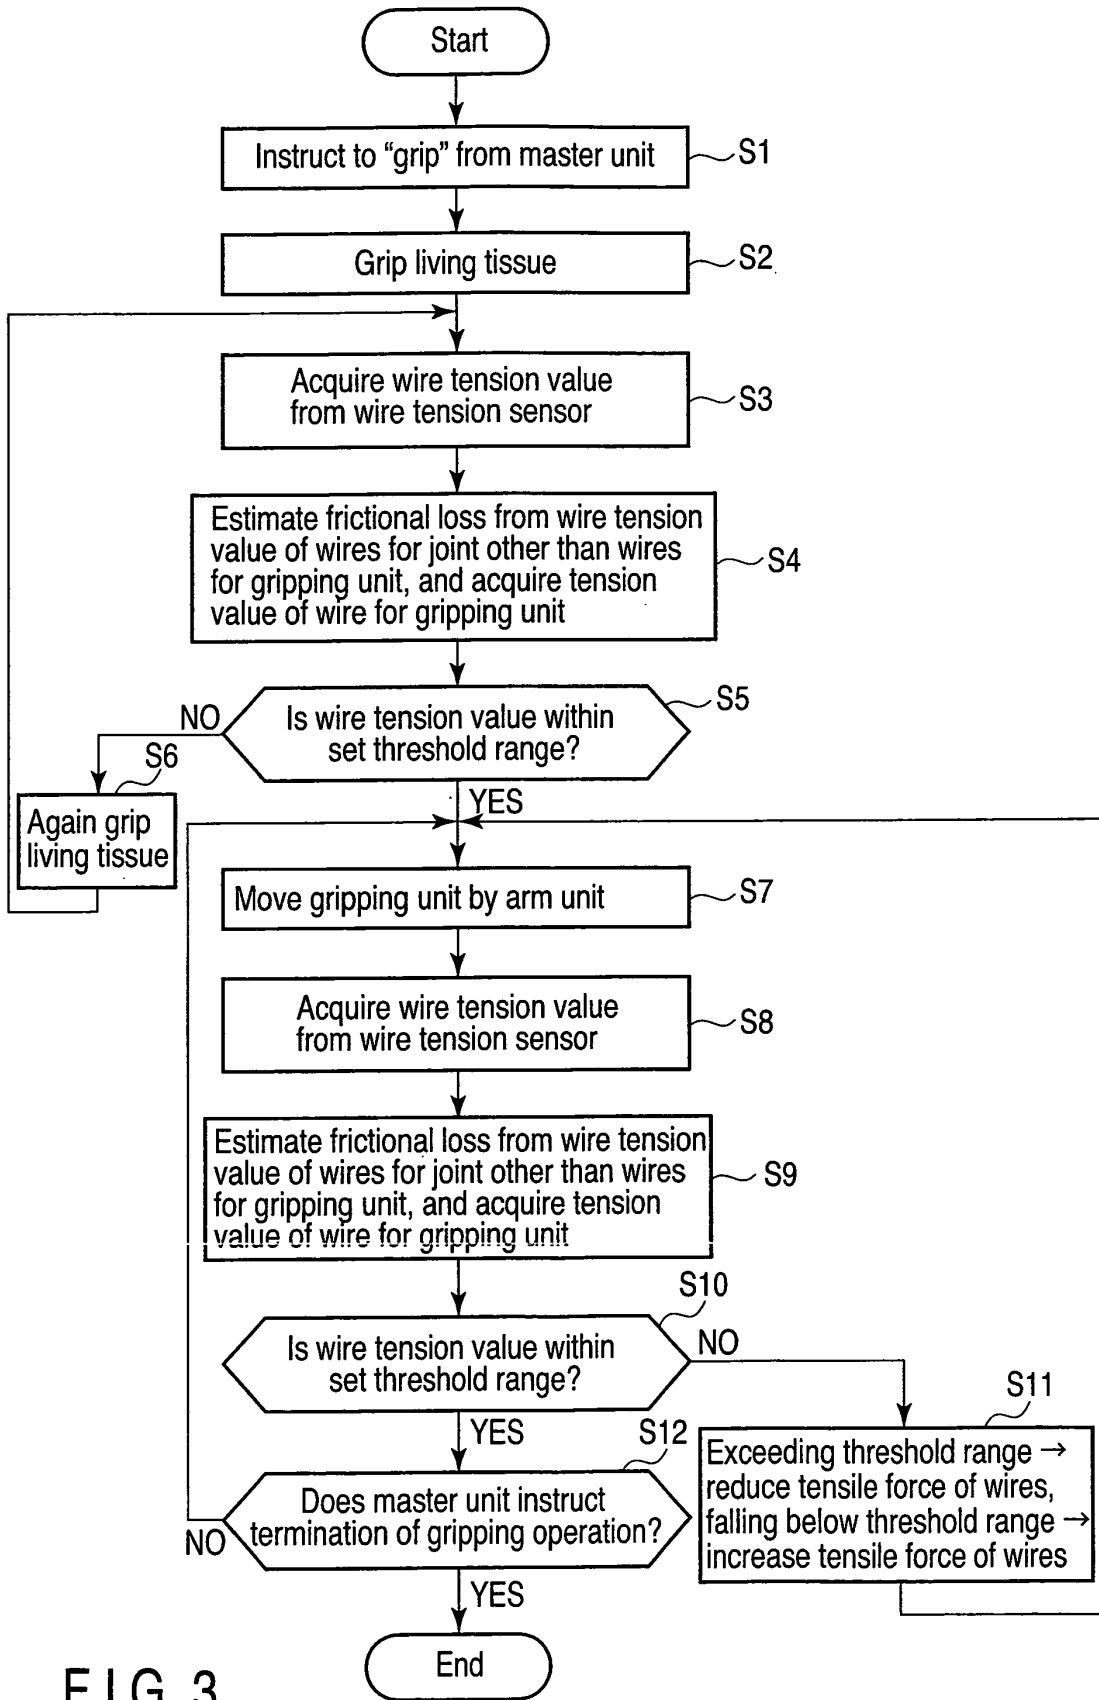 Start
Instruct to “grip” from master unit
S1
Grip living tissue
S2
Acquire wire tension value
from wire tension sensor
S3
Estimate frictional loss from wire tension
value of wires for joint other than wires
for gripping unit, and acquire tension
value of wire for gripping unit
S4
Is wire tension value within
set threshold range?
S5
NO
S6
Again grip
living tissue
YES
Move gripping unit by arm unit
S7
Acquire wire tension value
from wire tension sensor
S8
Estimate frictional loss from wire tension
value of wires for joint other than wires
for gripping unit, and acquire tension
value of wire for gripping unit
S9
Is wire tension value within
set threshold range?
S10
NO
S11
Exceeding threshold range →
reduce tensile force of wires,
falling below threshold range →
increase tensile force of wires
YES
S12
Does master unit instruct
termination of gripping operation?
NO
YES
End
FIG. 3